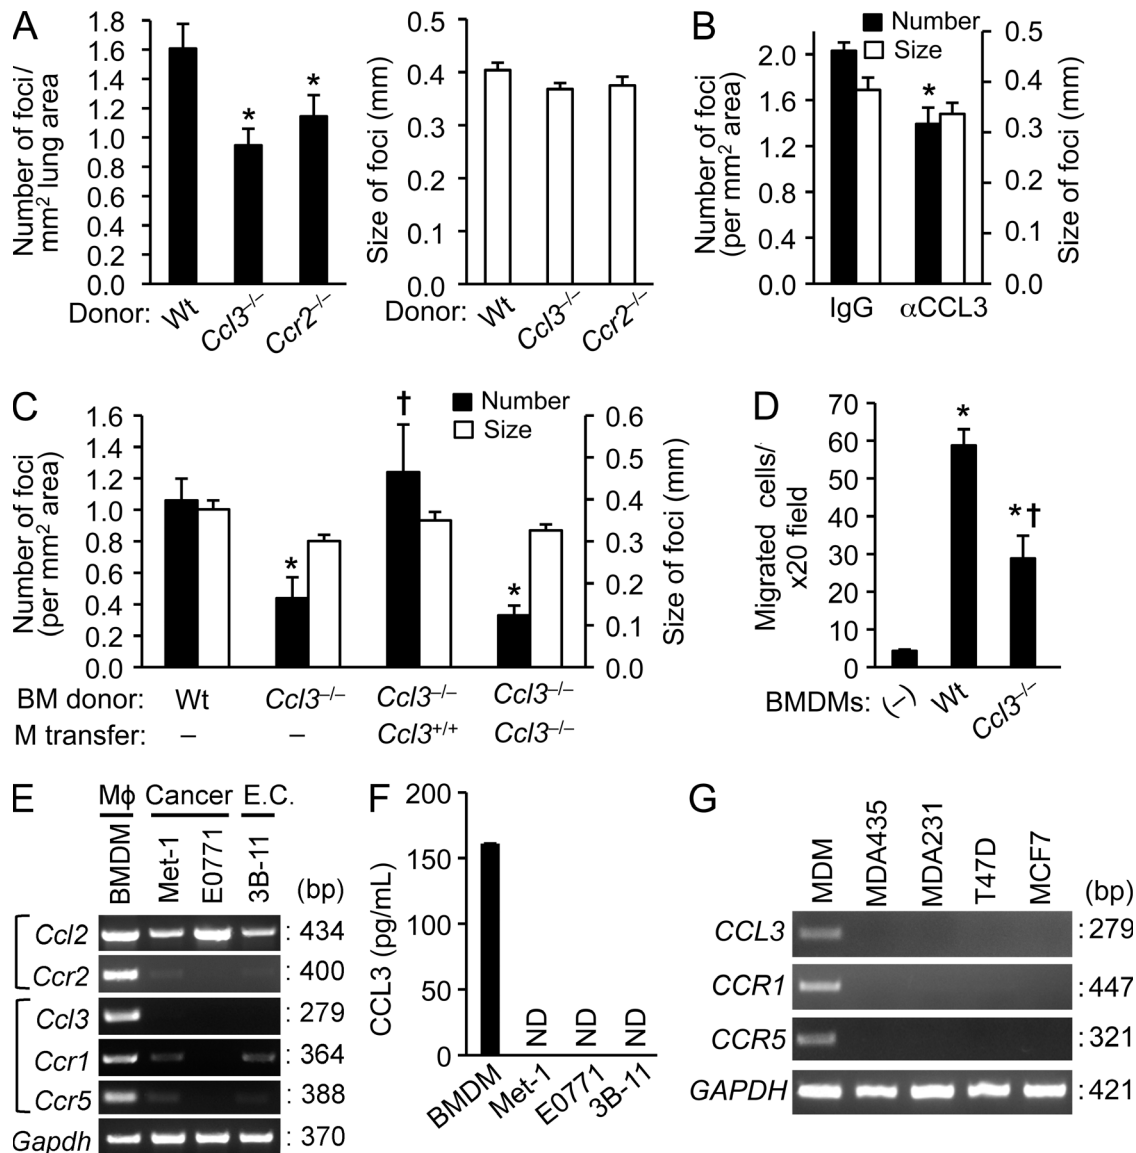 A
Number of foci/
mm² lung area
1.8
1.6
1.4
1.2
1.0
0.8
0.6
0.4
0.2
0.0
*
*
Donor:
Wt
Ccl3⁻/⁻
Ccr2⁻/⁻
Size of foci (mm)
0.5
0.4
0.3
0.2
0.1
0.0
Wt
Ccl3⁻/⁻
Ccr2⁻/⁻
B
Number
Size
Number of foci
(per mm² area)
2.0
1.6
1.2
0.8
0.4
0.0
*
0.5
0.4
0.3
0.2
0.1
0.0
Size of foci (mm)
IgG
αCCL3
C
Number
Size
Number of foci
(per mm² area)
1.6
1.4
1.2
1.0
0.8
0.6
0.4
0.2
0.0
*
†
*
0.6
0.5
0.4
0.3
0.2
0.1
0.0
Size of foci (mm)
BM donor: Wt Ccl3⁻/⁻ Ccl3⁻/⁻ Ccl3⁻/⁻
M transfer: – – Ccl3⁺/⁺ Ccl3⁻/⁻
D
Migrated cells/
x20 field
70
60
50
40
30
20
10
0
*
*†
BMDMs:
(–)
Wt
Ccl3⁻/⁻
E
Mϕ Cancer E.C.
BMDM
Met-1
E0771
3B-11
(bp)
Ccl2 : 434
Ccr2 : 400
Ccl3 : 279
Ccr1 : 364
Ccr5 : 388
Gapdh : 370
F
CCL3 (pg/mL)
200
150
100
50
0
ND
ND
ND
BMDM
Met-1
E0771
3B-11
G
MDM
MDA435
MDA231
T47D
MCF7
(bp)
CCL3 : 279
CCR1 : 447
CCR5 : 321
GAPDH : 421